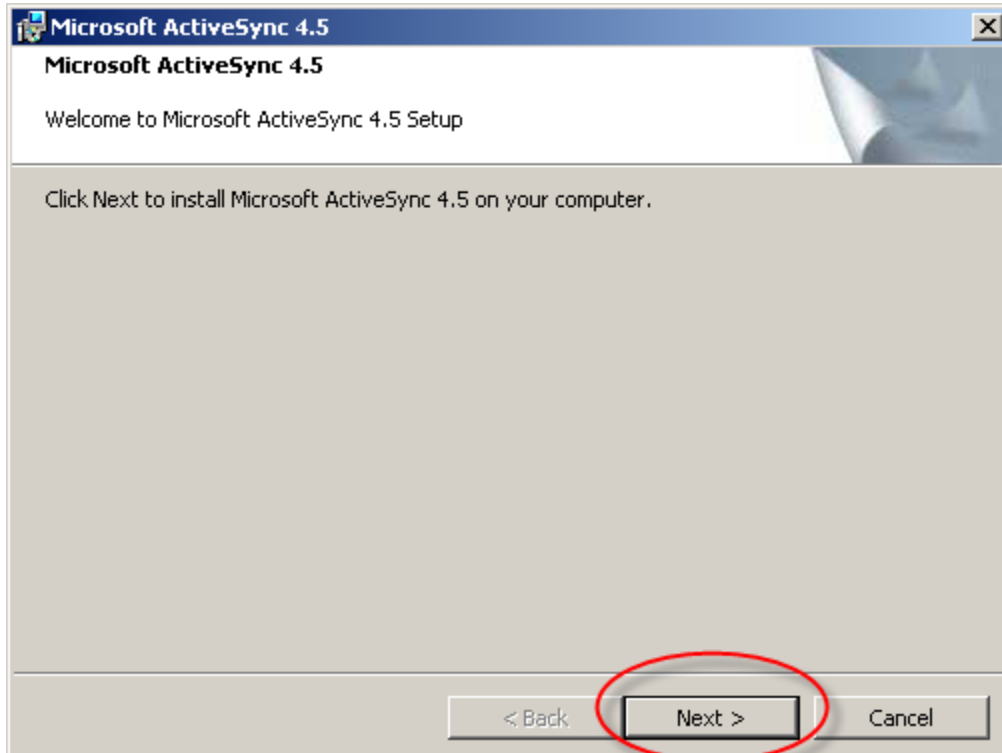 Microsoft ActiveSync 4.5
Microsoft ActiveSync 4.5
Welcome to Microsoft ActiveSync 4.5 Setup
Click Next to install Microsoft ActiveSync 4.5 on your computer.
< Back Next > Cancel